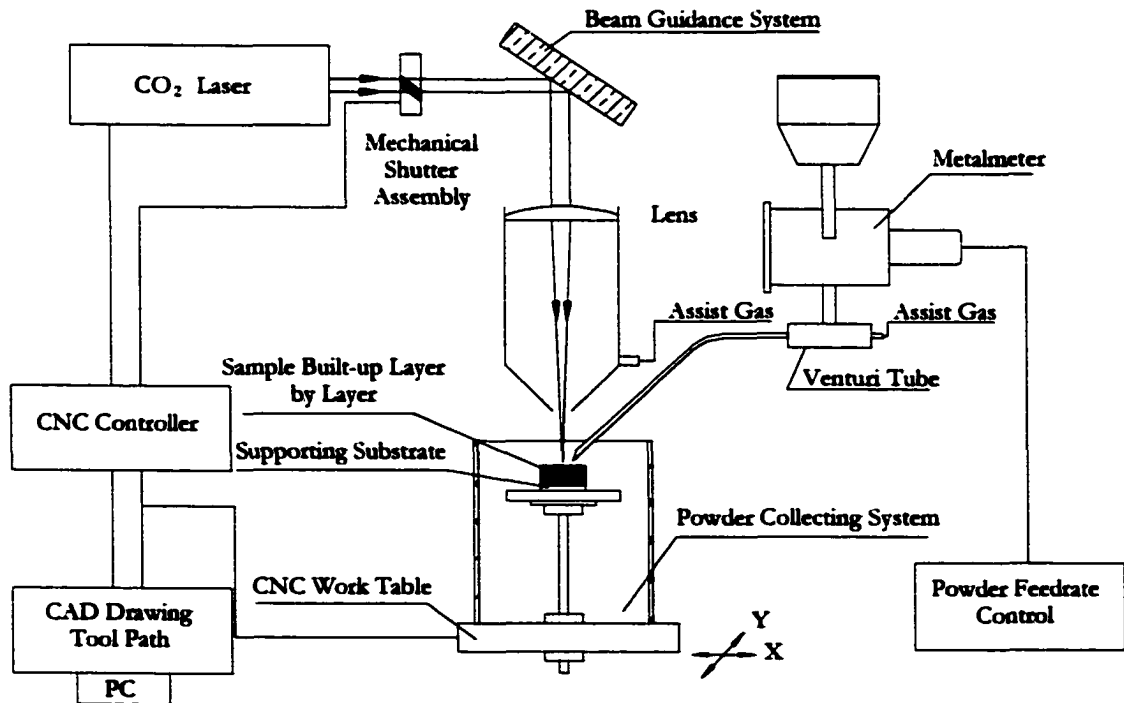 Beam Guidance System
CO₂ Laser
Mechanical
Shutter
Assembly
Metalmeter
Lens
Assist Gas
Assist Gas
Venturi Tube
Sample Built-up Layer
by Layer
CNC Controller
Supporting Substrate
Powder Collecting System
CNC Work Table
CAD Drawing
Tool Path
PC
Y
X
Powder Feedrate
Control